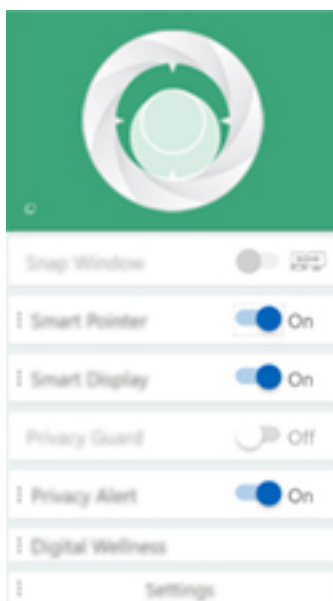 Snap Window
Smart Pointer On
Smart Display On
Privacy Guard Off
Privacy Alert On
Digital Wellness
Settings